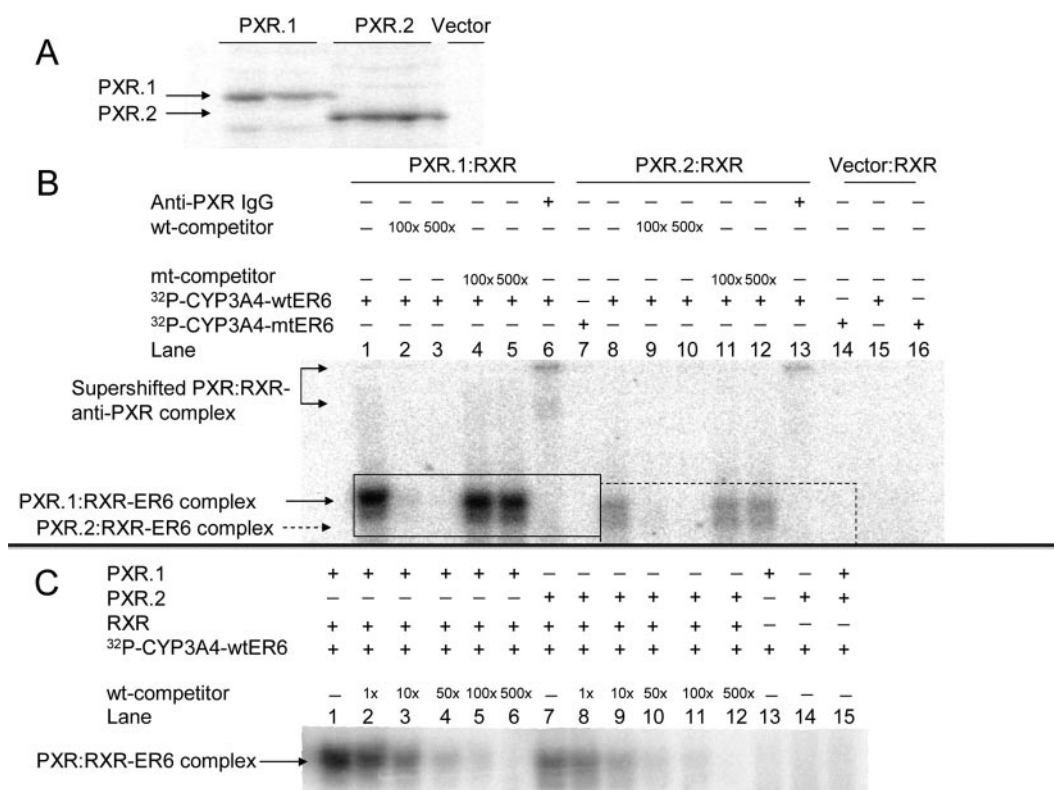 PXR.1 PXR.2 Vector
A
PXR.1
PXR.2
PXR.1:RXR PXR.2:RXR Vector:RXR
B
Anti-PXR IgG – – – – – + – – – – – – + – – –
wt-competitor – 100x 500x – – – – – 100x 500x – – – – – –
mt-competitor – – – 100x 500x – – – – – 100x 500x – – – –
32P-CYP3A4-wtER6 + + + + + + – + + + + + + – + –
32P-CYP3A4-mtER6 – – – – – – + – – – – – – + – +
Lane 1 2 3 4 5 6 7 8 9 10 11 12 13 14 15 16
Supershifted PXR:RXR-
anti-PXR complex
PXR.1:RXR-ER6 complex
PXR.2:RXR-ER6 complex
C
PXR.1 + + + + + + – – – – – – + – +
PXR.2 – – – – – – + + + + + + – + +
RXR + + + + + + + + + + + + – – –
32P-CYP3A4-wtER6 + + + + + + + + + + + + + + +
wt-competitor – 1x 10x 50x 100x 500x – 1x 10x 50x 100x 500x – – –
Lane 1 2 3 4 5 6 7 8 9 10 11 12 13 14 15
PXR:RXR-ER6 complex